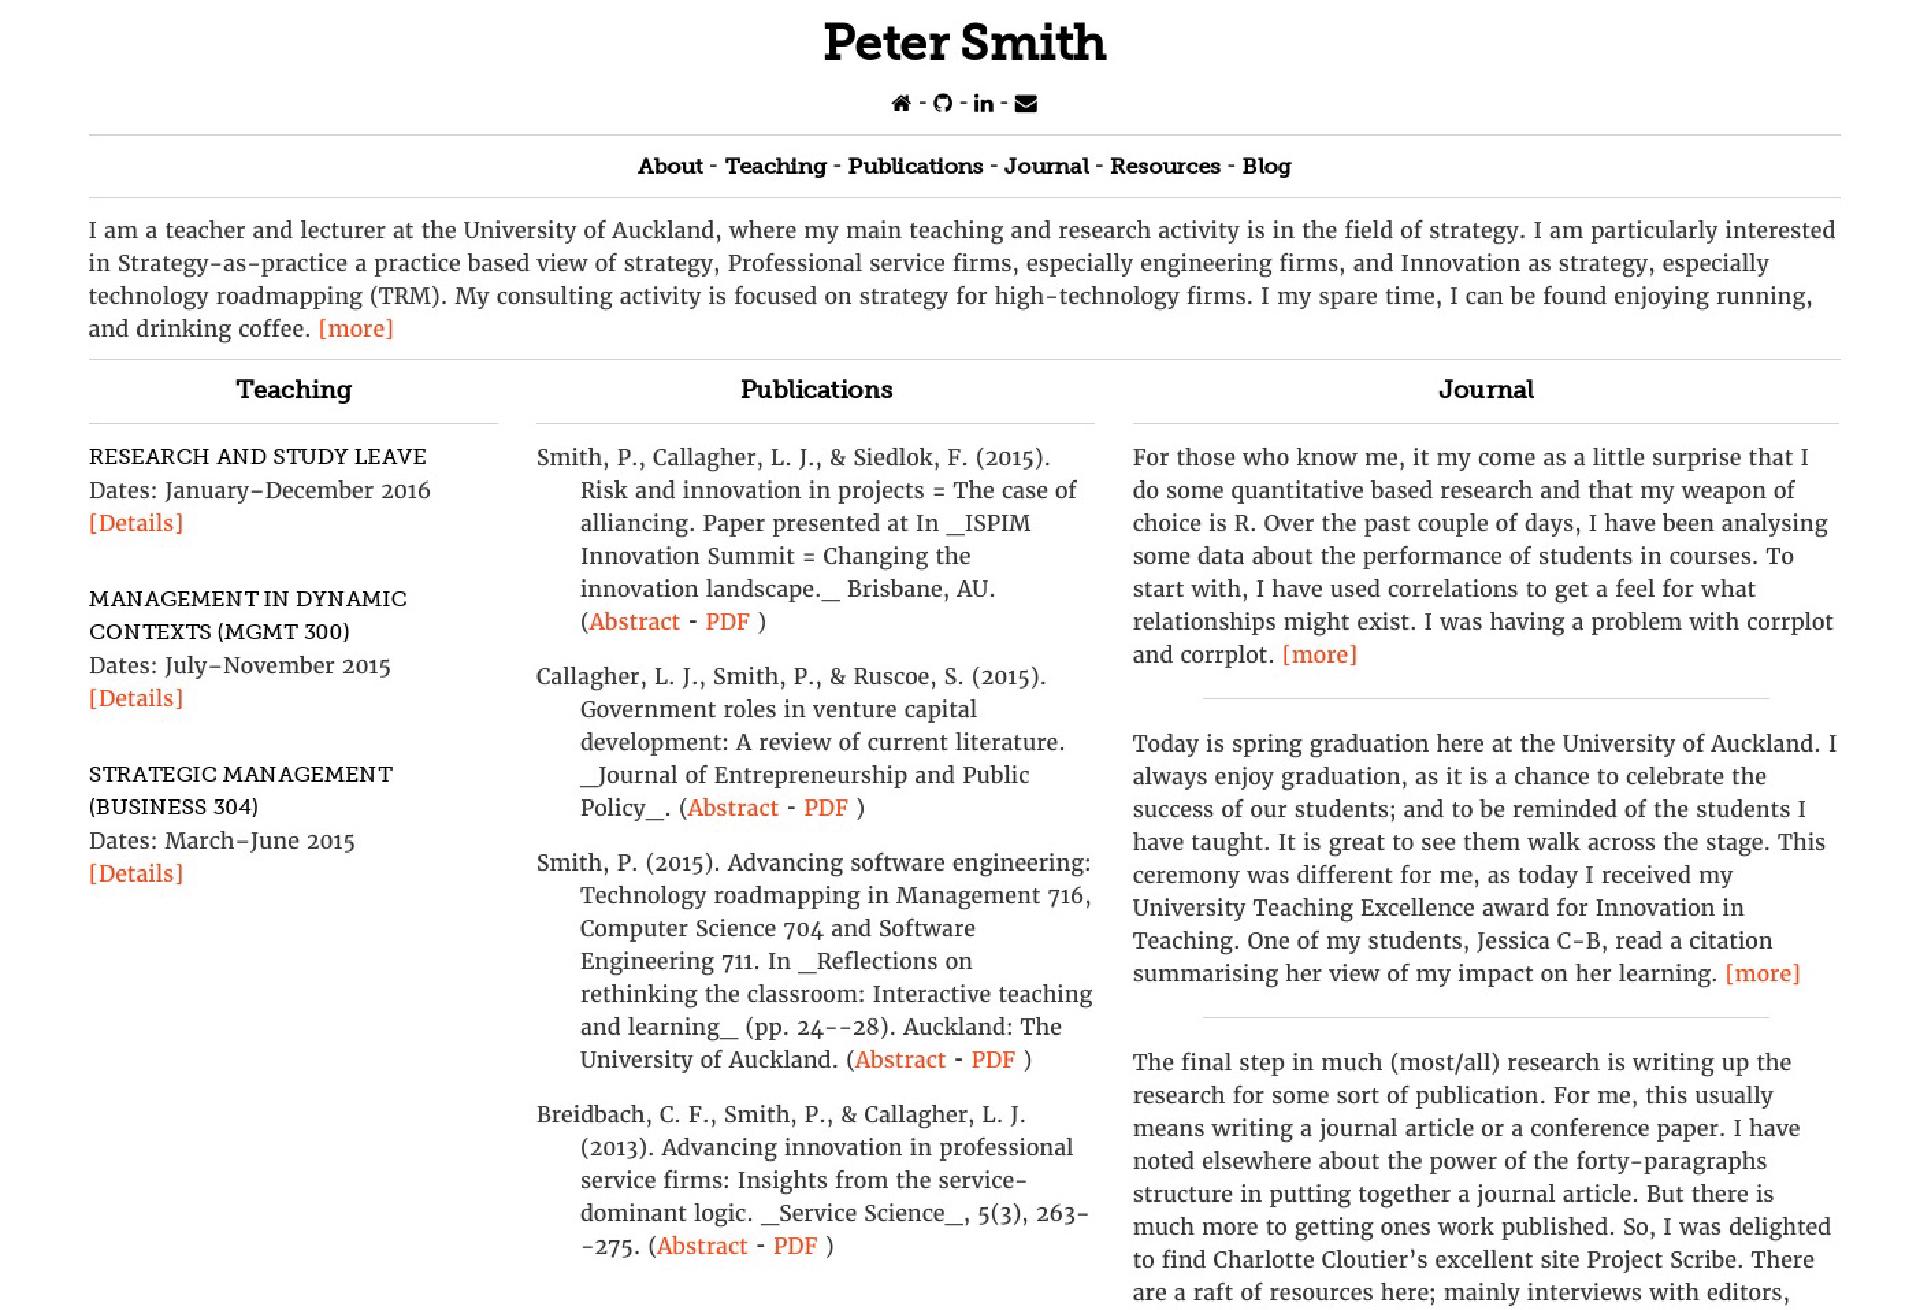 Peter Smith
- - in -
About - Teaching - Publications - Journal - Resources - Blog
I am a teacher and lecturer at the University of Auckland, where my main teaching and research activity is in the field of strategy. I am particularly interested
in Strategy-as-practice a practice based view of strategy, Professional service firms, especially engineering firms, and Innovation as strategy, especially
technology roadmapping (TRM). My consulting activity is focused on strategy for high-technology firms. I my spare time, I can be found enjoying running,
and drinking coffee. [more]
Teaching
RESEARCH AND STUDY LEAVE
Dates: January–December 2016
[Details]
MANAGEMENT IN DYNAMIC
CONTEXTS (MGMT 300)
Dates: July–November 2015
[Details]
STRATEGIC MANAGEMENT
(BUSINESS 304)
Dates: March–June 2015
[Details]
Publications
Smith, P., Callagher, L. J., & Siedlok, F. (2015).
Risk and innovation in projects = The case of
alliancing. Paper presented at In _ISPIM
Innovation Summit = Changing the
innovation landscape._ Brisbane, AU.
(Abstract - PDF )
Callagher, L. J., Smith, P., & Ruscoe, S. (2015).
Government roles in venture capital
development: A review of current literature.
_Journal of Entrepreneurship and Public
Policy_. (Abstract - PDF )
Smith, P. (2015). Advancing software engineering:
Technology roadmapping in Management 716,
Computer Science 704 and Software
Engineering 711. In _Reflections on
rethinking the classroom: Interactive teaching
and learning_ (pp. 24--28). Auckland: The
University of Auckland. (Abstract - PDF )
Breidbach, C. F., Smith, P., & Callagher, L. J.
(2013). Advancing innovation in professional
service firms: Insights from the service-
dominant logic. _Service Science_, 5(3), 263-
-275. (Abstract - PDF )
Journal
For those who know me, it my come as a little surprise that I
do some quantitative based research and that my weapon of
choice is R. Over the past couple of days, I have been analysing
some data about the performance of students in courses. To
start with, I have used correlations to get a feel for what
relationships might exist. I was having a problem with corrplot
and corrplot. [more]
Today is spring graduation here at the University of Auckland. I
always enjoy graduation, as it is a chance to celebrate the
success of our students; and to be reminded of the students I
have taught. It is great to see them walk across the stage. This
ceremony was different for me, as today I received my
University Teaching Excellence award for Innovation in
Teaching. One of my students, Jessica C-B, read a citation
summarising her view of my impact on her learning. [more]
The final step in much (most/all) research is writing up the
research for some sort of publication. For me, this usually
means writing a journal article or a conference paper. I have
noted elsewhere about the power of the forty-paragraphs
structure in putting together a journal article. But there is
much more to getting ones work published. So, I was delighted
to find Charlotte Cloutier’s excellent site Project Scribe. There
are a raft of resources here; mainly interviews with editors,